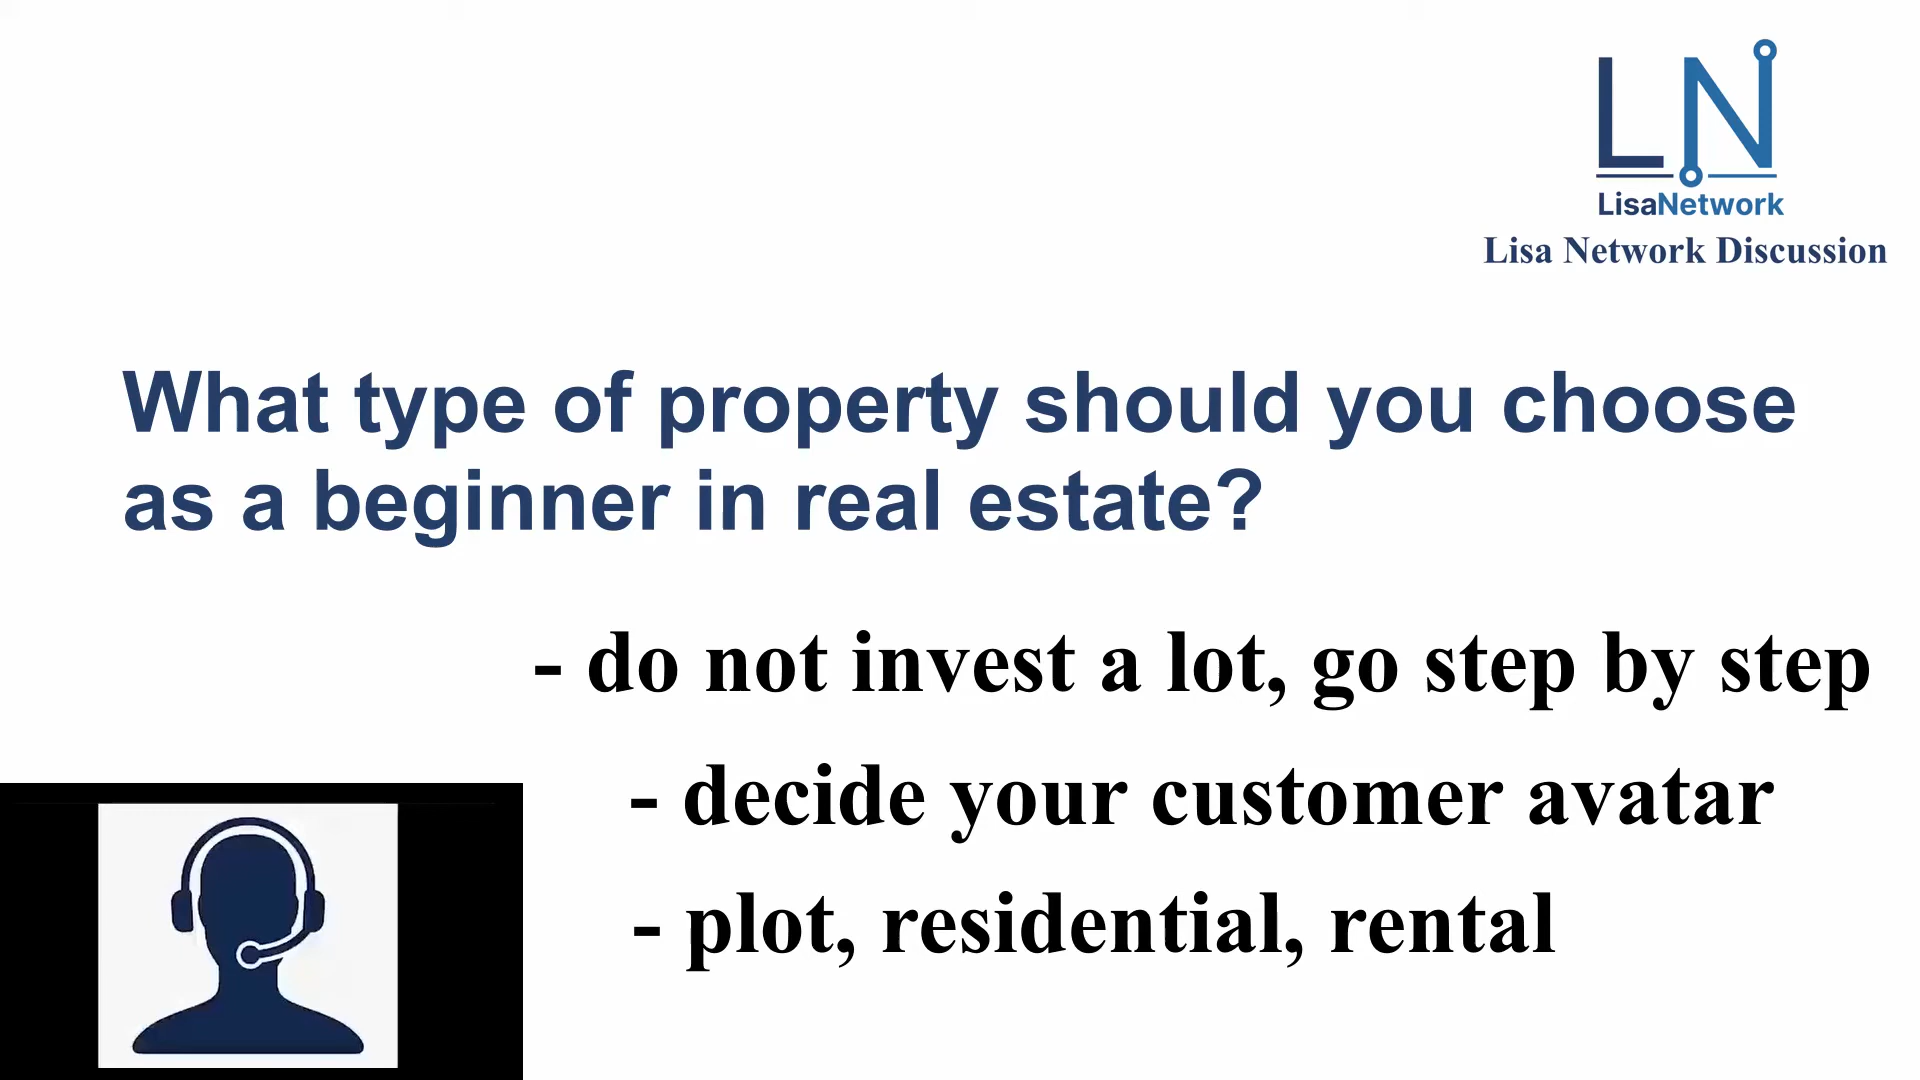 LN
LisaNetwork
Lisa Network Discussion
What type of property should you choose
as a beginner in real estate?
- do not invest a lot, go step by step
- decide your customer avatar
- plot, residential, rental